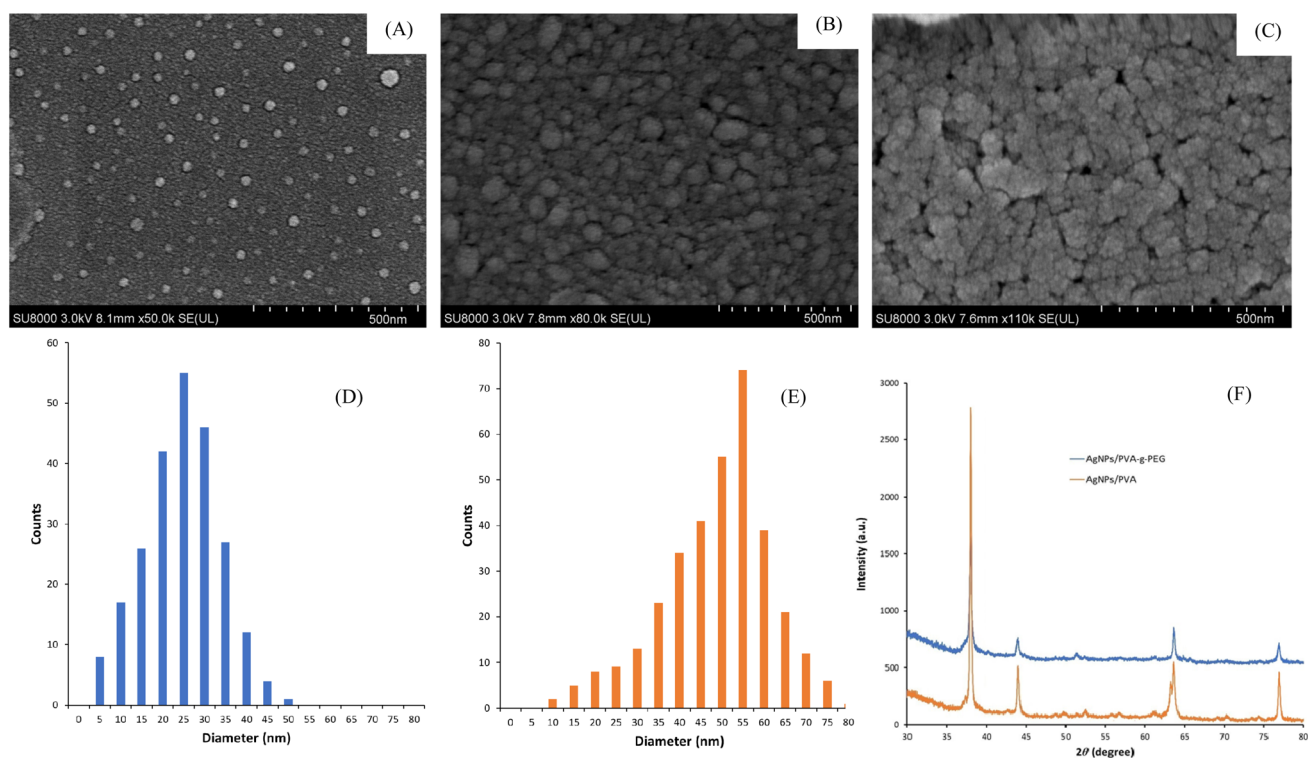 (A)
(B)
(C)
SU8000 3.0kV 8.1mm x50.0k SE(UL)
500nm
SU8000 3.0kV 7.8mm x80.0k SE(UL)
500nm
SU8000 3.0kV 7.6mm x110k SE(UL)
500nm
(D)
60
50
40
30
20
10
0
Counts
0 5 10 15 20 25 30 35 40 45 50 55 60 65 70 75 80
Diameter (nm)
(E)
80
70
60
50
40
30
20
10
0
Counts
0 5 10 15 20 25 30 35 40 45 50 55 60 65 70 75 80
Diameter (nm)
(F)
3000
2500
2000
1500
1000
500
0
Intensity (a.u.)
AgNPs/PVA-g-PEG
AgNPs/PVA
30 35 40 45 50 55 60 65 70 75 80
2θ (degree)